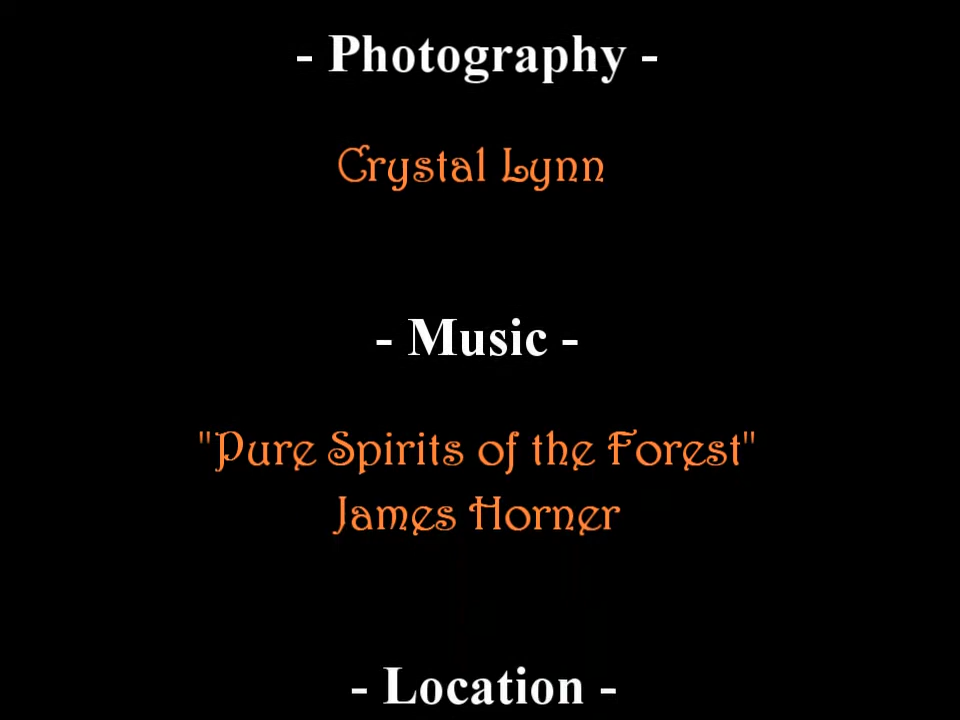 - Photography -
Crystal Lynn
- Music -
"Pure Spirits of the Forest"
James Horner
- Location -